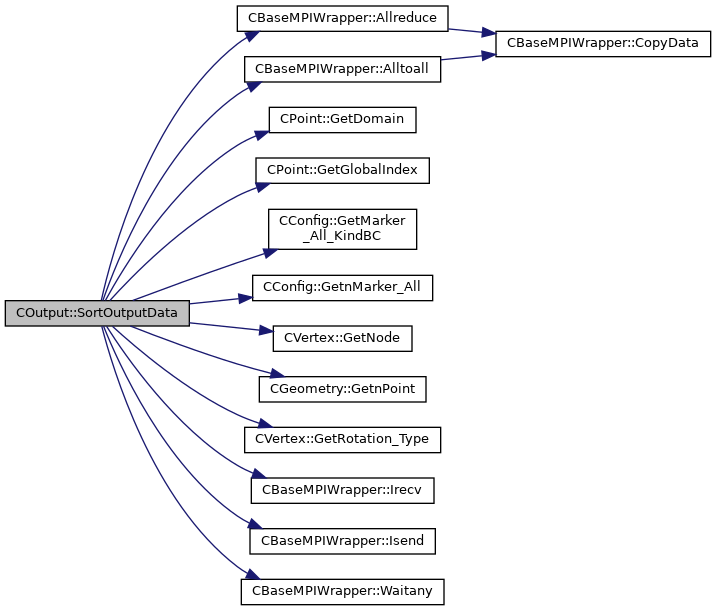 CBaseMPIWrapper::Allreduce
CBaseMPIWrapper::CopyData
CBaseMPIWrapper::Alltoall
CPoint::GetDomain
CPoint::GetGlobalIndex
CConfig::GetMarker
_All_KindBC
CConfig::GetnMarker_All
COutput::SortOutputData
CVertex::GetNode
CGeometry::GetnPoint
CVertex::GetRotation_Type
CBaseMPIWrapper::Irecv
CBaseMPIWrapper::Isend
CBaseMPIWrapper::Waitany